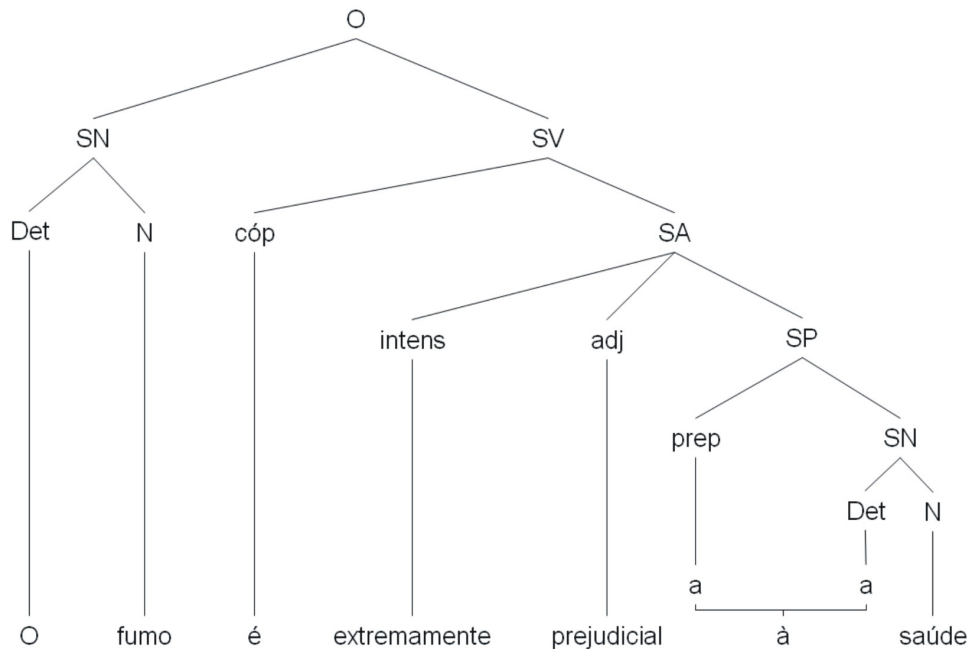 O
SN SV
Det N cóp SA
intens adj SP
prep SN
Det N
a a
O fumo é extremamente prejudicial à saúde